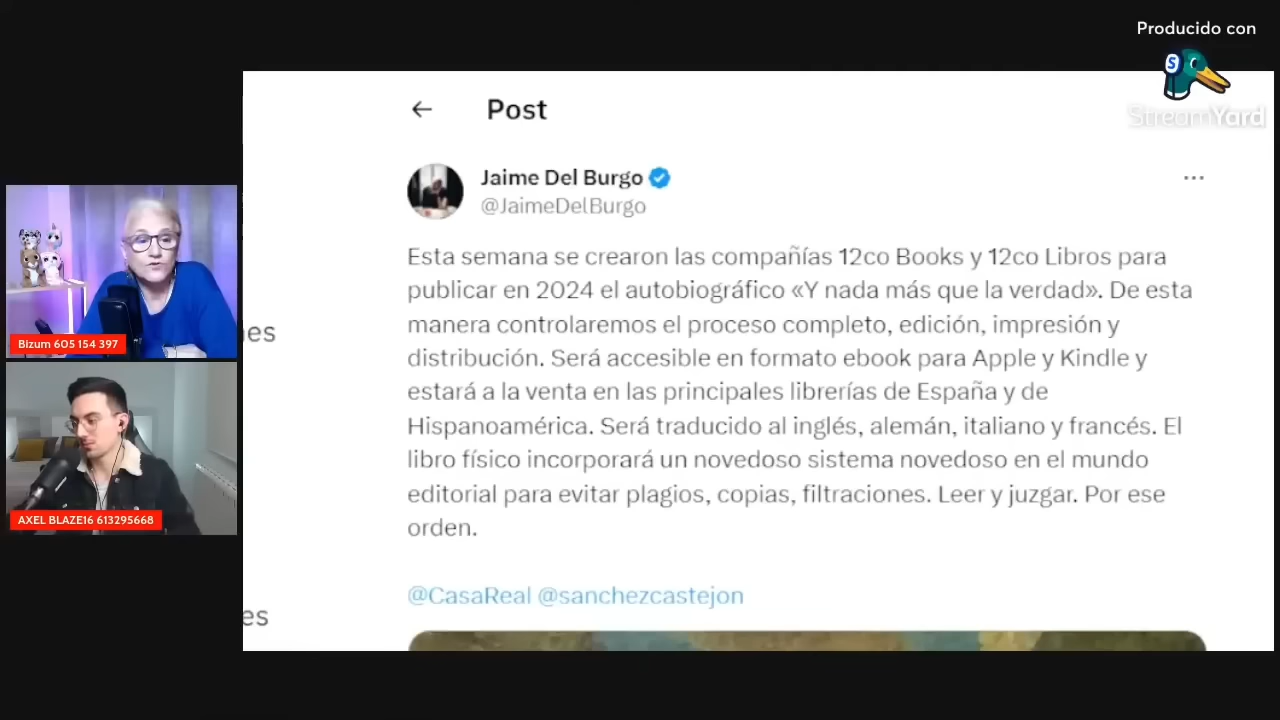 Producido con
StreamYard
Post
Jaime Del Burgo
@JaimeDelBurgo
Esta semana se crearon las compañías 12co Books y 12co Libros para
publicar en 2024 el autobiográfico «Y nada más que la verdad». De esta
manera controlaremos el proceso completo, edición, impresión y
distribución. Será accesible en formato ebook para Apple y Kindle y
estará a la venta en las principales librerías de España y de
Hispanoamérica. Será traducido al inglés, alemán, italiano y francés. El
libro físico incorporará un novedoso sistema novedoso en el mundo
editorial para evitar plagios, copias, filtraciones. Leer y juzgar. Por ese
orden.
@CasaReal @sanchezcastejon
es
es
Bizum 605 154 397
AXEL BLAZE16 613295668